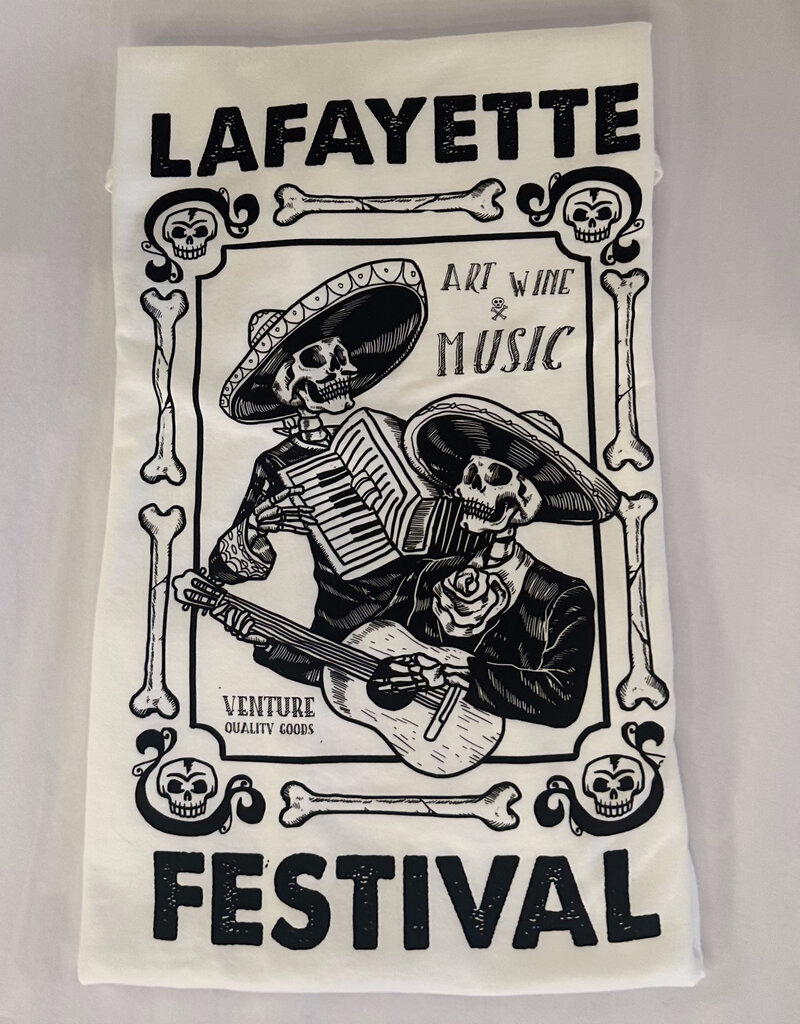 LAFAYETTE
ART WINE
MUSIC
VENTURE
QUALITY GOODS
FESTIVAL